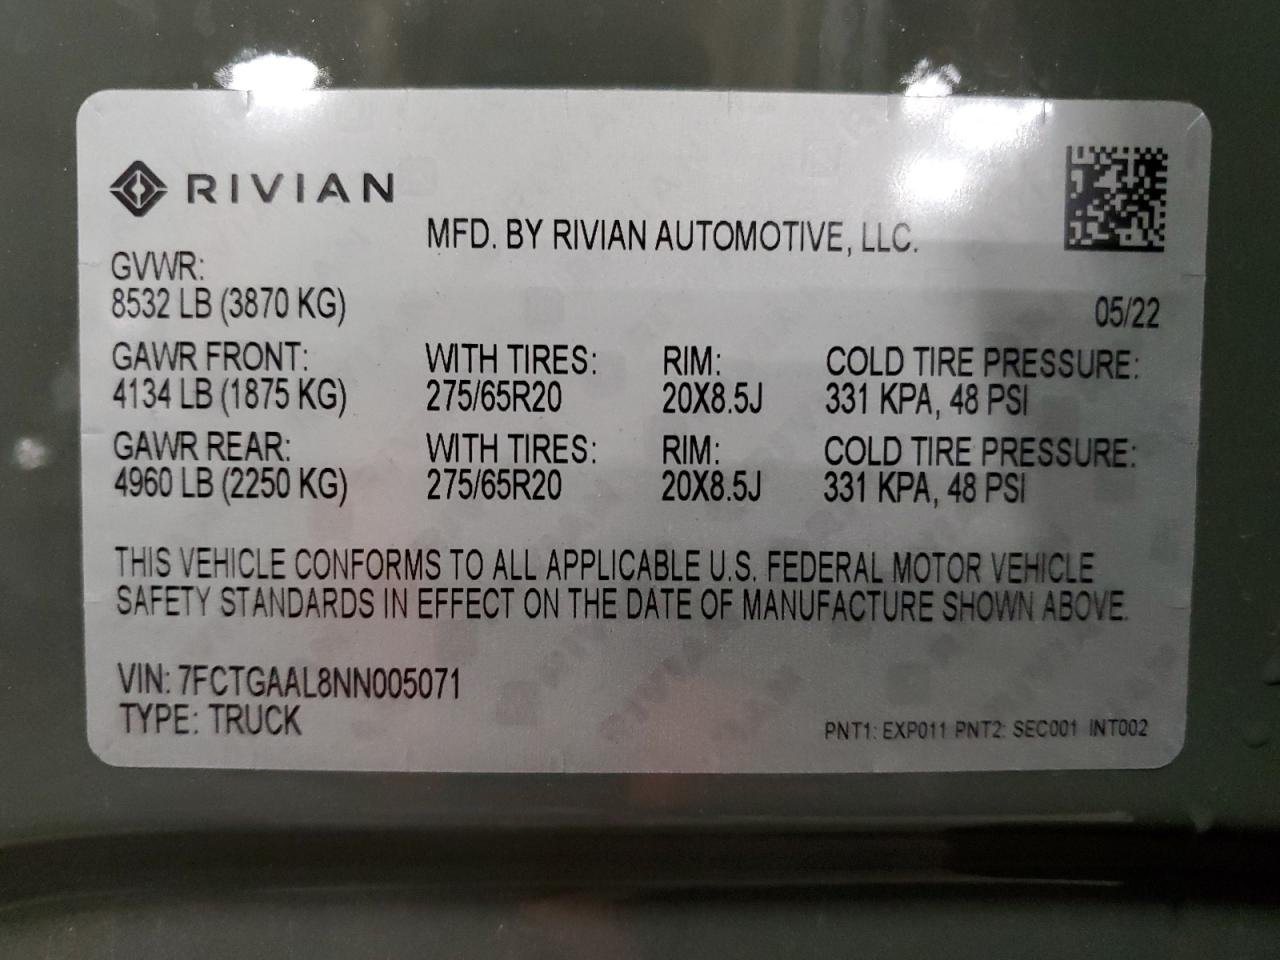 RIVIAN
MFD. BY RIVIAN AUTOMOTIVE, LLC.
GVWR:
8532 LB (3870 KG)
05/22
GAWR FRONT: WITH TIRES: RIM: COLD TIRE PRESSURE:
4134 LB (1875 KG) 275/65R20 20X8.5J 331 KPA, 48 PSI
GAWR REAR: WITH TIRES: RIM: COLD TIRE PRESSURE:
4960 LB (2250 KG) 275/65R20 20X8.5J 331 KPA, 48 PSI
THIS VEHICLE CONFORMS TO ALL APPLICABLE U.S. FEDERAL MOTOR VEHICLE
SAFETY STANDARDS IN EFFECT ON THE DATE OF MANUFACTURE SHOWN ABOVE.
VIN: 7FCTGAAL8NN005071
TYPE: TRUCK
PNT1: EXP011 PNT2: SEC001 INT002